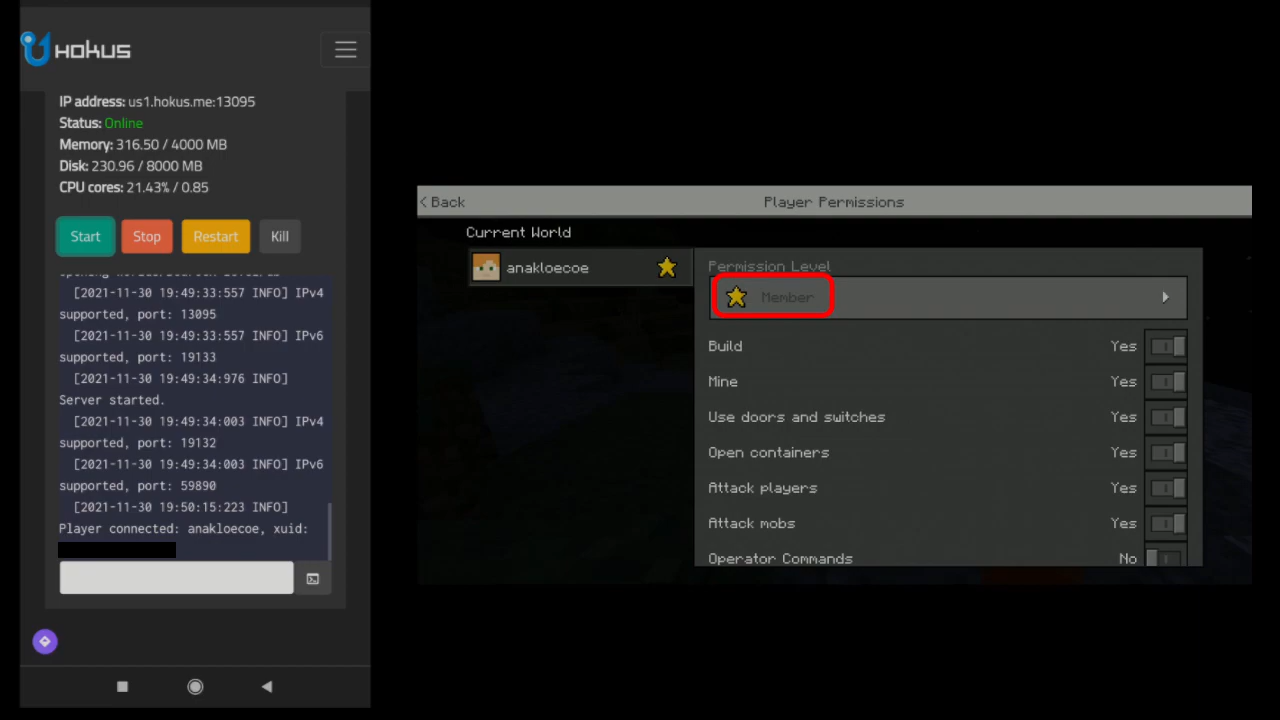 HOKUS
IP address: us1.hokus.me:13095
Status: Online
Memory: 316.50 / 4000 MB
Disk: 230.96 / 8000 MB
CPU cores: 21.43% / 0.85
Start Stop Restart Kill
[2021-11-30 19:49:33:557 INFO] IPv4
supported, port: 13095
[2021-11-30 19:49:33:557 INFO] IPv6
supported, port: 19133
[2021-11-30 19:49:34:976 INFO]
Server started.
[2021-11-30 19:49:34:003 INFO] IPv4
supported, port: 19132
[2021-11-30 19:49:34:003 INFO] IPv6
supported, port: 59890
[2021-11-30 19:50:15:223 INFO]
Player connected: anakloecoe, xuid:
< Back
Player Permissions
Current World
anakloecoe
Permission Level
Member
Build Yes
Mine Yes
Use doors and switches Yes
Open containers Yes
Attack players Yes
Attack mobs Yes
Operator Commands No